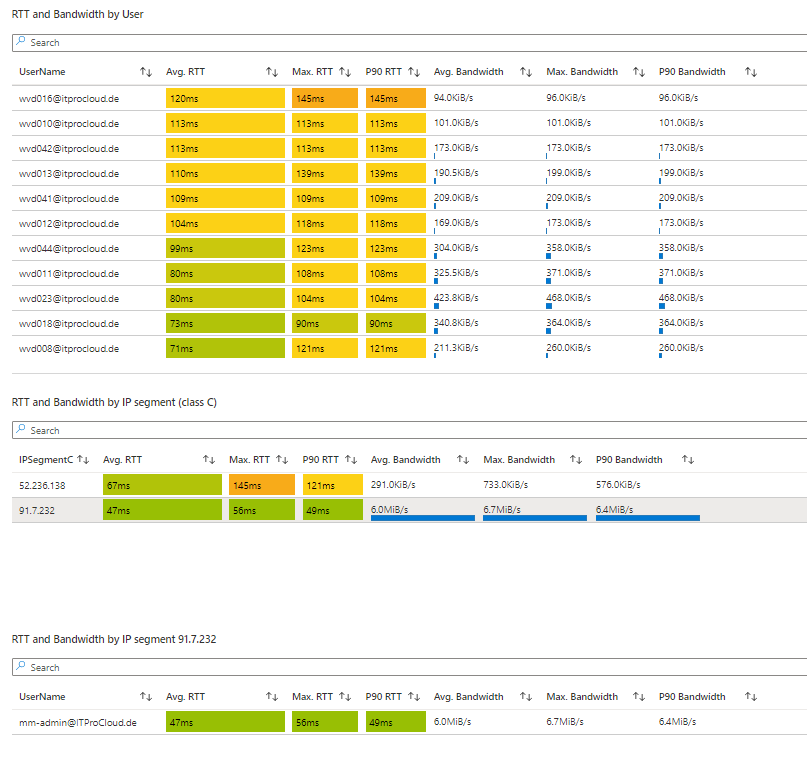 RTT and Bandwidth by User
Search
UserName Avg. RTT Max. RTT P90 RTT Avg. Bandwidth Max. Bandwidth P90 Bandwidth
wvd016@itprocloud.de 120ms 145ms 145ms 94.0KiB/s 96.0KiB/s 96.0KiB/s
wvd010@itprocloud.de 113ms 113ms 113ms 101.0KiB/s 101.0KiB/s 101.0KiB/s
wvd042@itprocloud.de 113ms 113ms 113ms 173.0KiB/s 173.0KiB/s 173.0KiB/s
wvd013@itprocloud.de 110ms 139ms 139ms 190.5KiB/s 199.0KiB/s 199.0KiB/s
wvd041@itprocloud.de 109ms 109ms 109ms 209.0KiB/s 209.0KiB/s 209.0KiB/s
wvd012@itprocloud.de 104ms 118ms 118ms 169.0KiB/s 173.0KiB/s 173.0KiB/s
wvd044@itprocloud.de 99ms 123ms 123ms 304.0KiB/s 358.0KiB/s 358.0KiB/s
wvd011@itprocloud.de 80ms 108ms 108ms 325.5KiB/s 371.0KiB/s 371.0KiB/s
wvd023@itprocloud.de 80ms 104ms 104ms 423.8KiB/s 468.0KiB/s 468.0KiB/s
wvd018@itprocloud.de 73ms 90ms 90ms 340.8KiB/s 364.0KiB/s 364.0KiB/s
wvd008@itprocloud.de 71ms 121ms 121ms 211.3KiB/s 260.0KiB/s 260.0KiB/s
RTT and Bandwidth by IP segment (class C)
Search
IPSegmentC Avg. RTT Max. RTT P90 RTT Avg. Bandwidth Max. Bandwidth P90 Bandwidth
52.236.138 67ms 145ms 121ms 291.0KiB/s 733.0KiB/s 576.0KiB/s
91.7.232 47ms 56ms 49ms 6.0MiB/s 6.7MiB/s 6.4MiB/s
RTT and Bandwidth by IP segment 91.7.232
Search
UserName Avg. RTT Max. RTT P90 RTT Avg. Bandwidth Max. Bandwidth P90 Bandwidth
mm-admin@ITProCloud.de 47ms 56ms 49ms 6.0MiB/s 6.7MiB/s 6.4MiB/s